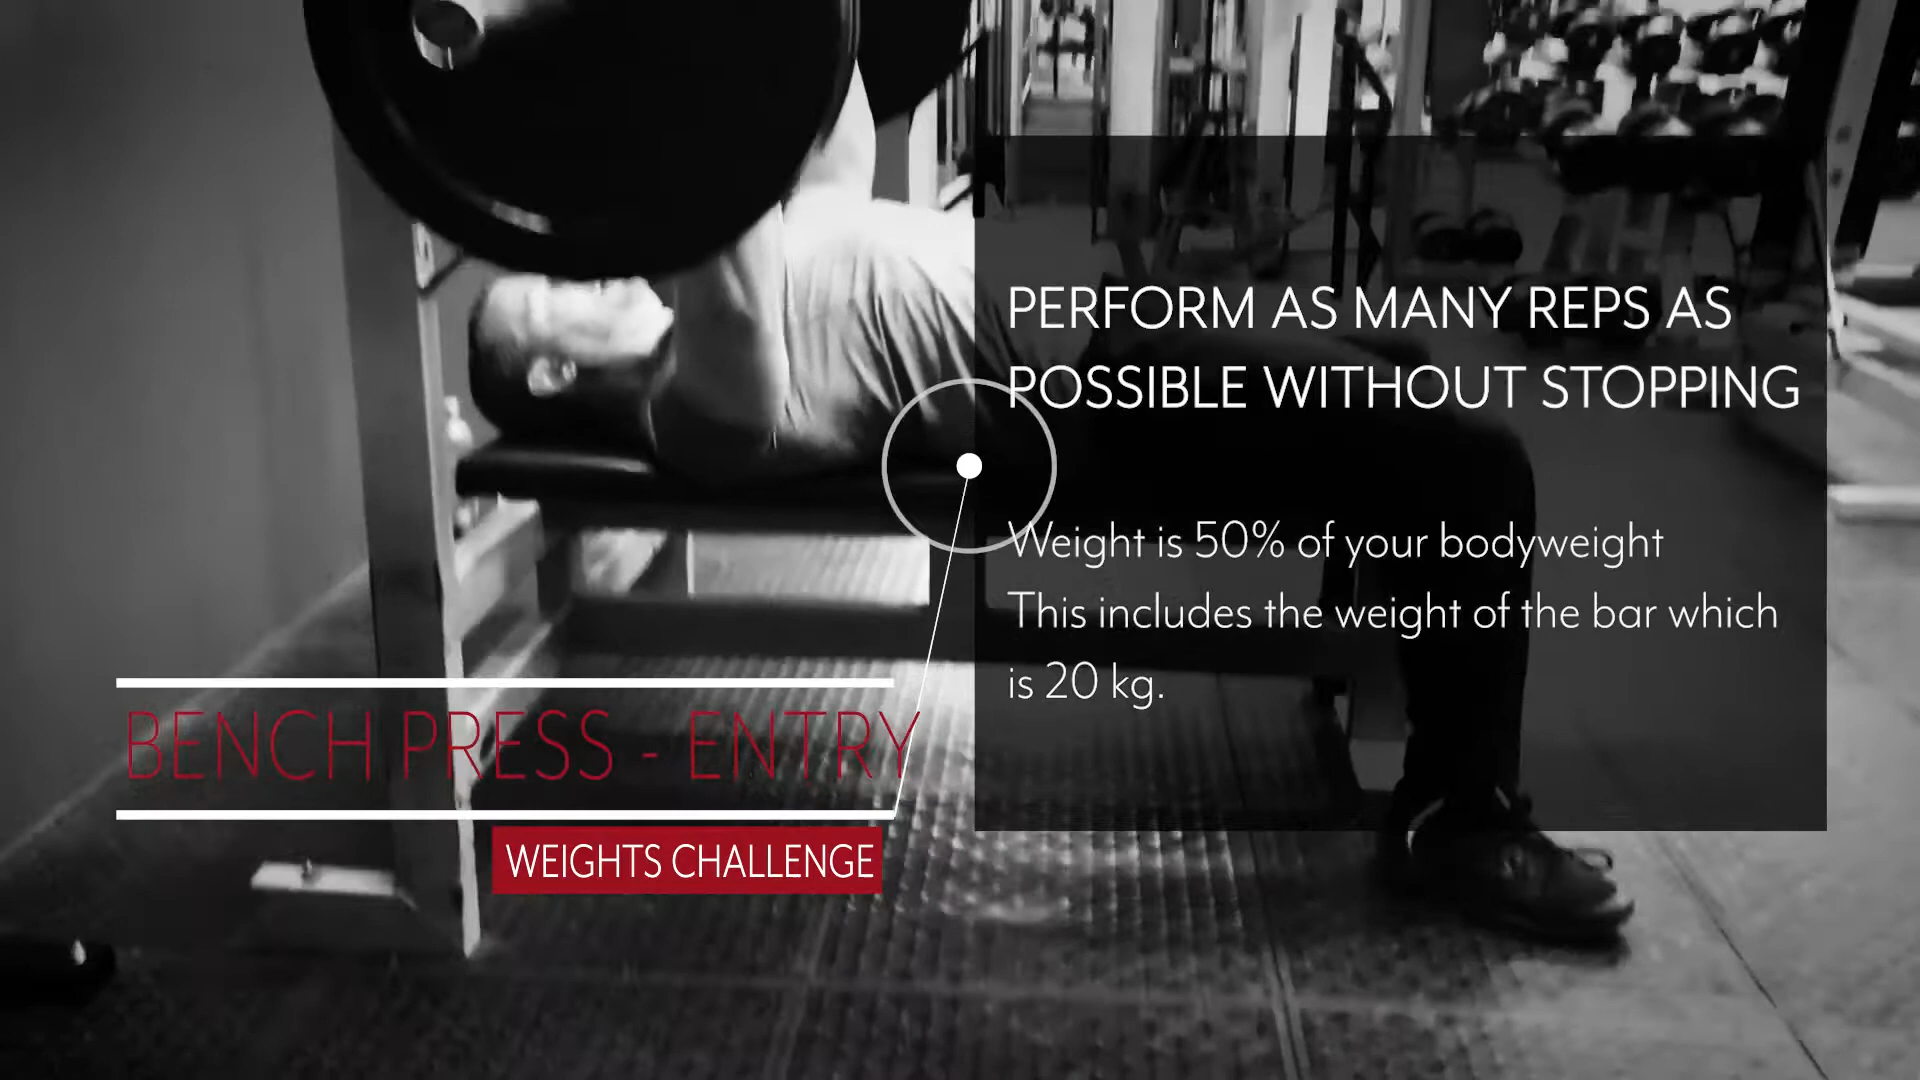 PERFORM AS MANY REPS AS
POSSIBLE WITHOUT STOPPING
Weight is 50% of your bodyweight
This includes the weight of the bar which
is 20 kg.
BENCH PRESS - ENTRY
WEIGHTS CHALLENGE